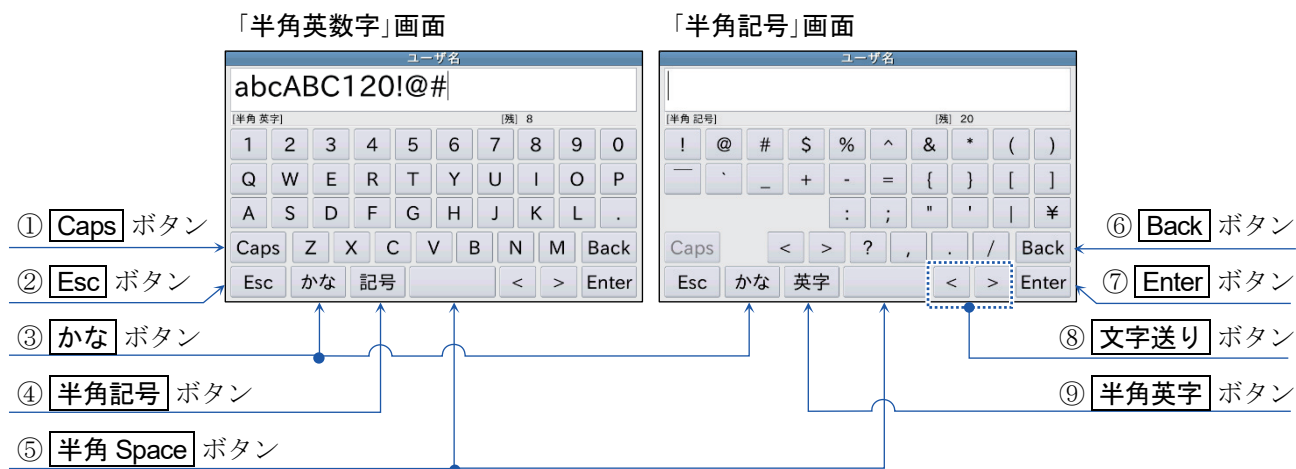 「半角英数字」画面
「半角記号」画面
ユーザ名
abcABC120!@#
[半角 英字] [残] 8
1 2 3 4 5 6 7 8 9 0
Q W E R T Y U I O P
A S D F G H J K L .
Caps Z X C V B N M Back
Esc かな 記号 < > Enter
ユーザ名
[半角 記号] [残] 20
! @ # $ % ^ & * ( )
‾ ` _ + - = { } [ ]
: ; " ' | ¥
Caps < > ? , . / Back
Esc かな 英字 < > Enter
① Caps ボタン
② Esc ボタン
③ かな ボタン
④ 半角記号 ボタン
⑤ 半角 Space ボタン
⑥ Back ボタン
⑦ Enter ボタン
⑧ 文字送り ボタン
⑨ 半角英字 ボタン